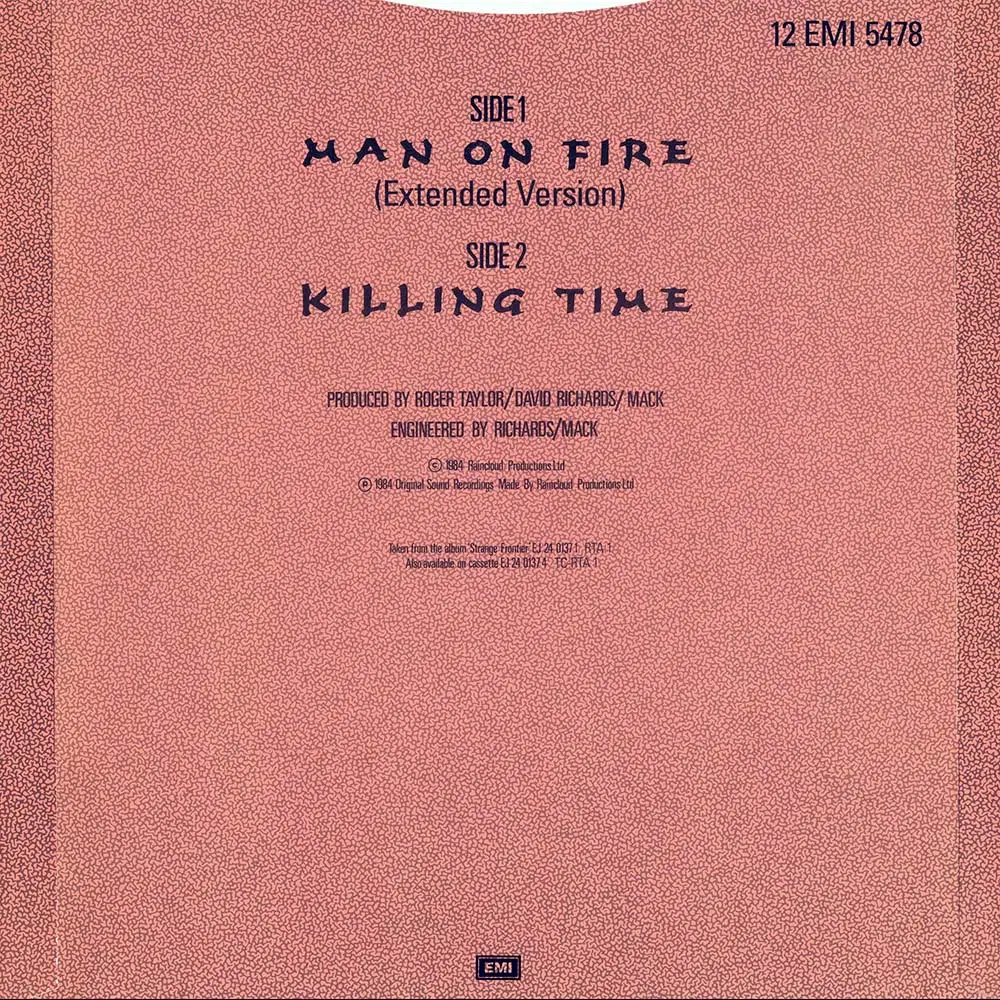 12 EMI 5478
SIDE 1
MAN ON FIRE
(Extended Version)
SIDE 2
KILLING TIME
PRODUCED BY ROGER TAYLOR/DAVID RICHARDS/MACK
ENGINEERED BY RICHARDS/MACK
© 1984 Raincloud Productions Ltd
℗ 1984 Original Sound Recordings Made By Raincloud Productions Ltd
Taken from the album 'Strange Frontier' EJ 24 0137 1 RTA 1
Also available on cassette EJ 24 0137 4 TC-RTA 1
EMI